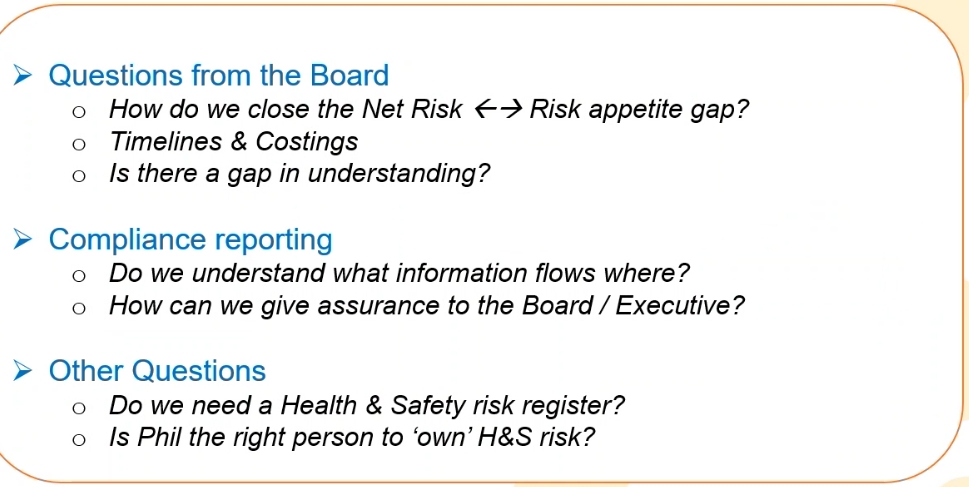 ➢ Questions from the Board
o How do we close the Net Risk ←→ Risk appetite gap?
o Timelines & Costings
o Is there a gap in understanding?
➢ Compliance reporting
o Do we understand what information flows where?
o How can we give assurance to the Board / Executive?
➢ Other Questions
o Do we need a Health & Safety risk register?
o Is Phil the right person to ‘own’ H&S risk?